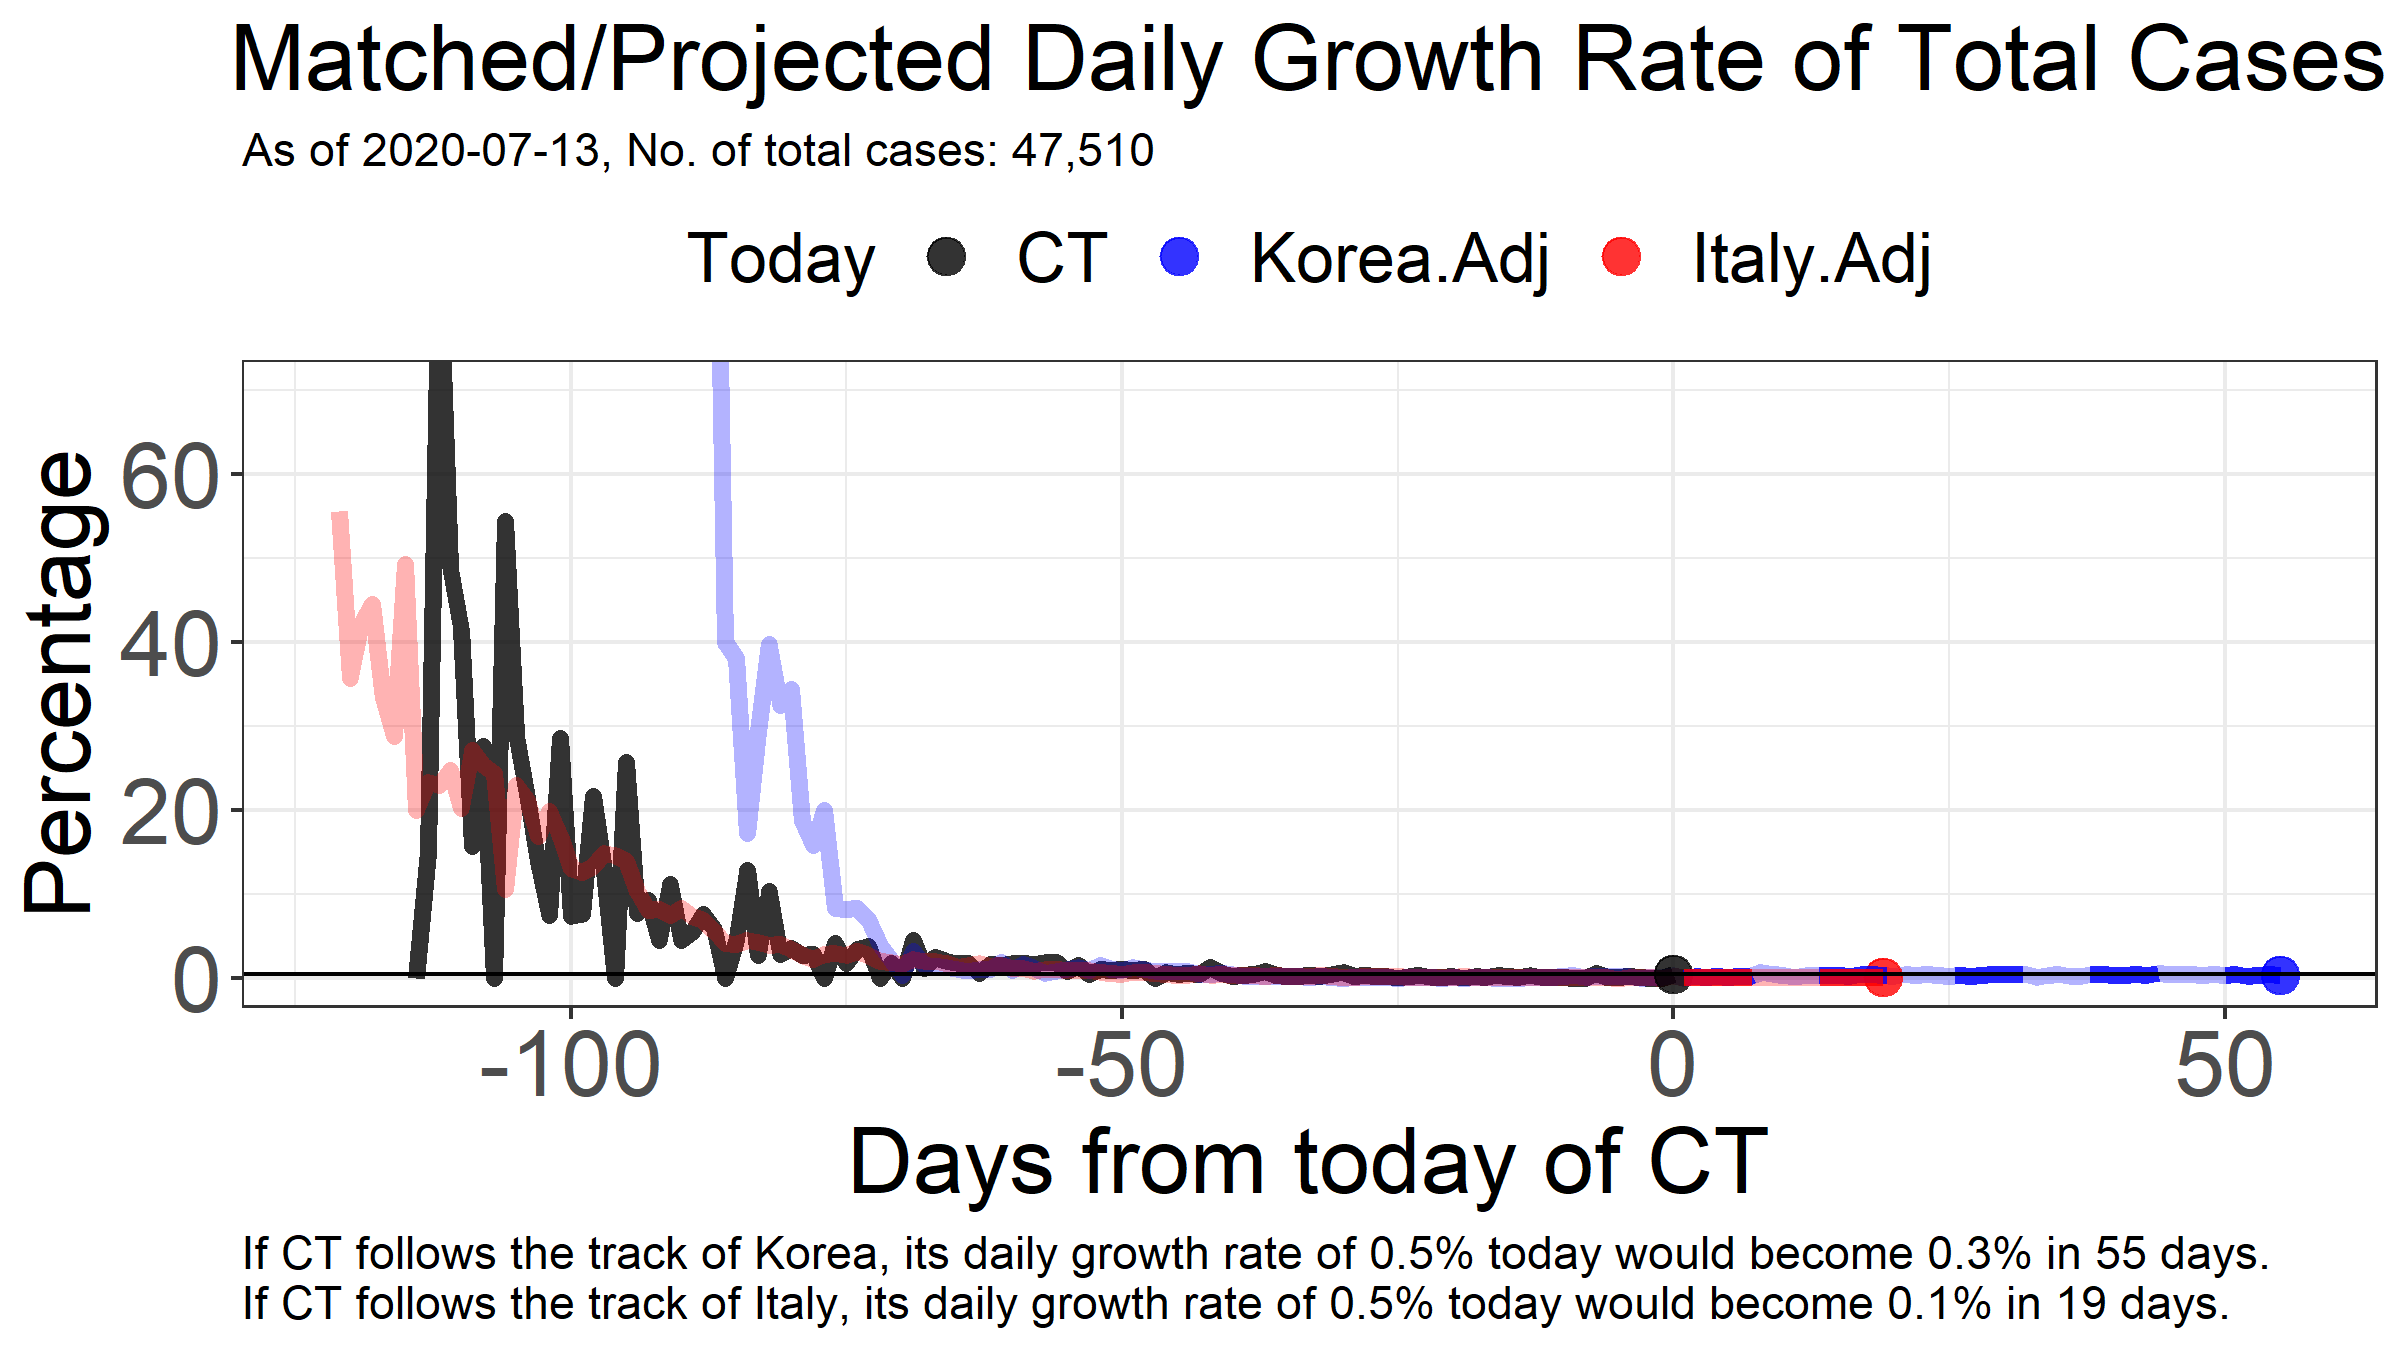 Matched/Projected Daily Growth Rate of Total Cases
As of 2020-07-13, No. of total cases: 47,510
Today CT Korea.Adj Italy.Adj
Percentage
60
40
20
0
-100 -50 0 50
Days from today of CT
If CT follows the track of Korea, its daily growth rate of 0.5% today would become 0.3% in 55 days.
If CT follows the track of Italy, its daily growth rate of 0.5% today would become 0.1% in 19 days.